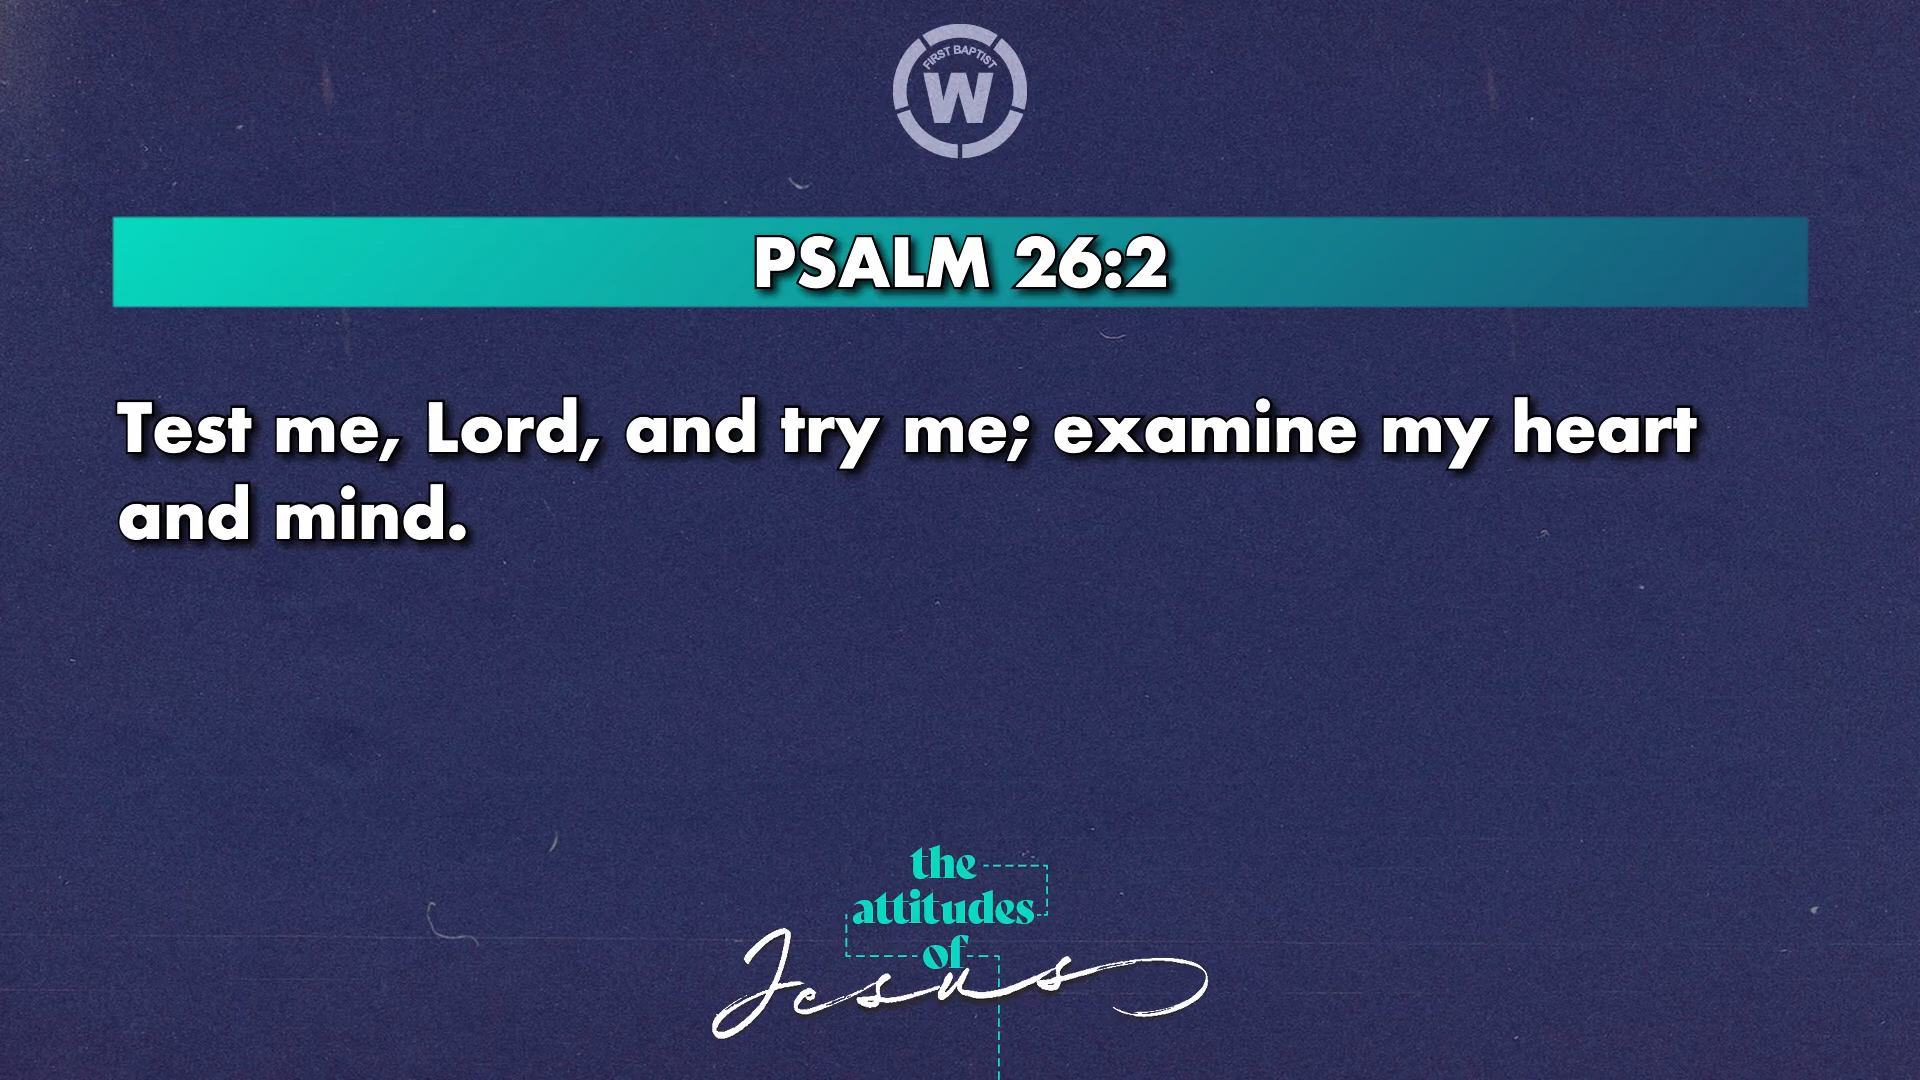 FIRST BAPTIST
W
PSALM 26:2
Test me, Lord, and try me; examine my heart
and mind.
the
attitudes
of
Jesus